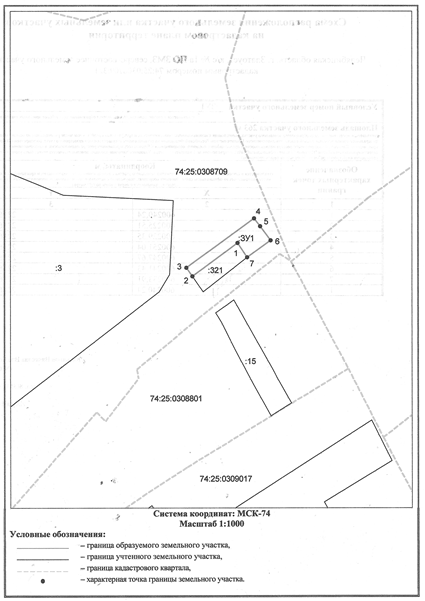 74:25:0308709
4
5
:ЗУ1
6
1
:3
3
:321
7
2
:15
74:25:0308801
74:25:0309017
Система координат: МСК-74
Масштаб 1:1000
Условные обозначения:
– граница образуемого земельного участка,
– граница учтенного земельного участка,
– граница кадастрового квартала,
– характерная точка границы земельного участка.